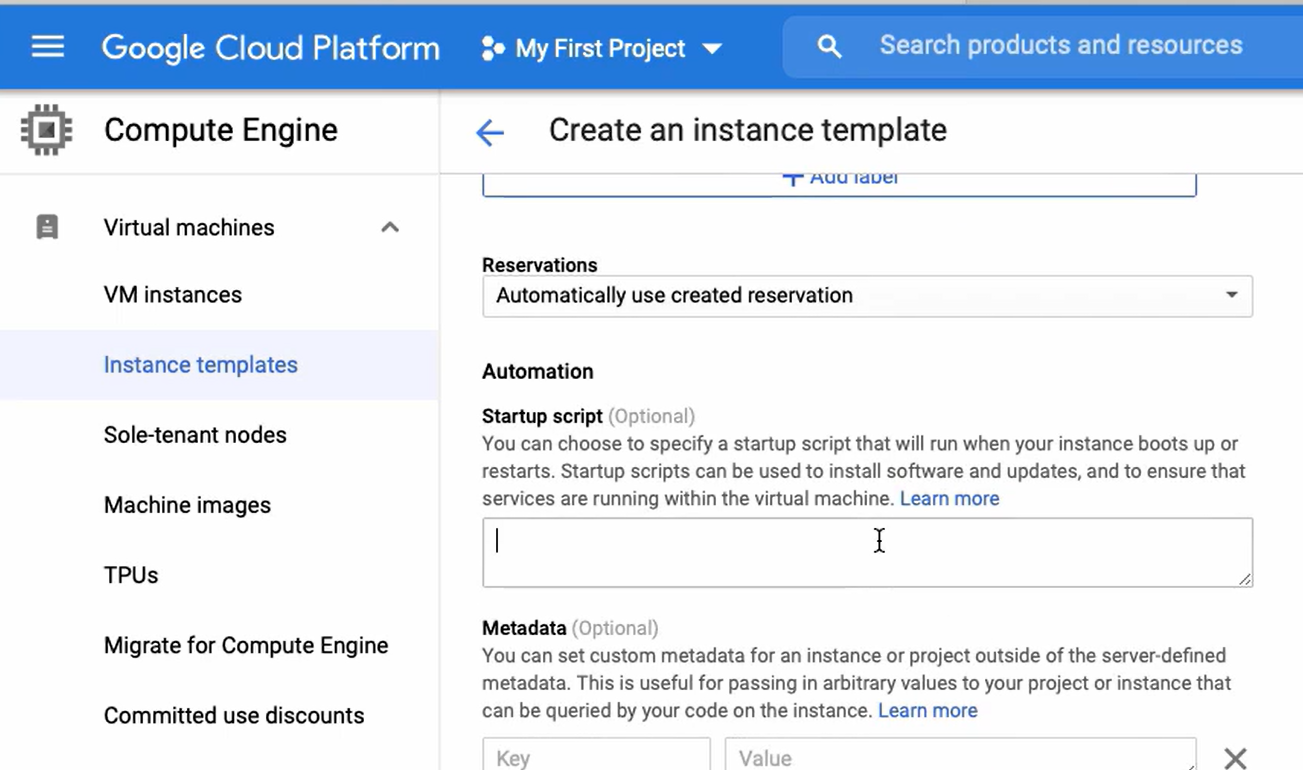 Google Cloud Platform
My First Project
Search products and resources
Compute Engine
Create an instance template
Virtual machines
VM instances
Instance templates
Sole-tenant nodes
Machine images
TPUs
Migrate for Compute Engine
Committed use discounts
+ Add label
Reservations
Automatically use created reservation
Automation
Startup script (Optional)
You can choose to specify a startup script that will run when your instance boots up or
restarts. Startup scripts can be used to install software and updates, and to ensure that
services are running within the virtual machine. Learn more
Metadata (Optional)
You can set custom metadata for an instance or project outside of the server-defined
metadata. This is useful for passing in arbitrary values to your project or instance that
can be queried by your code on the instance. Learn more
Key
Value